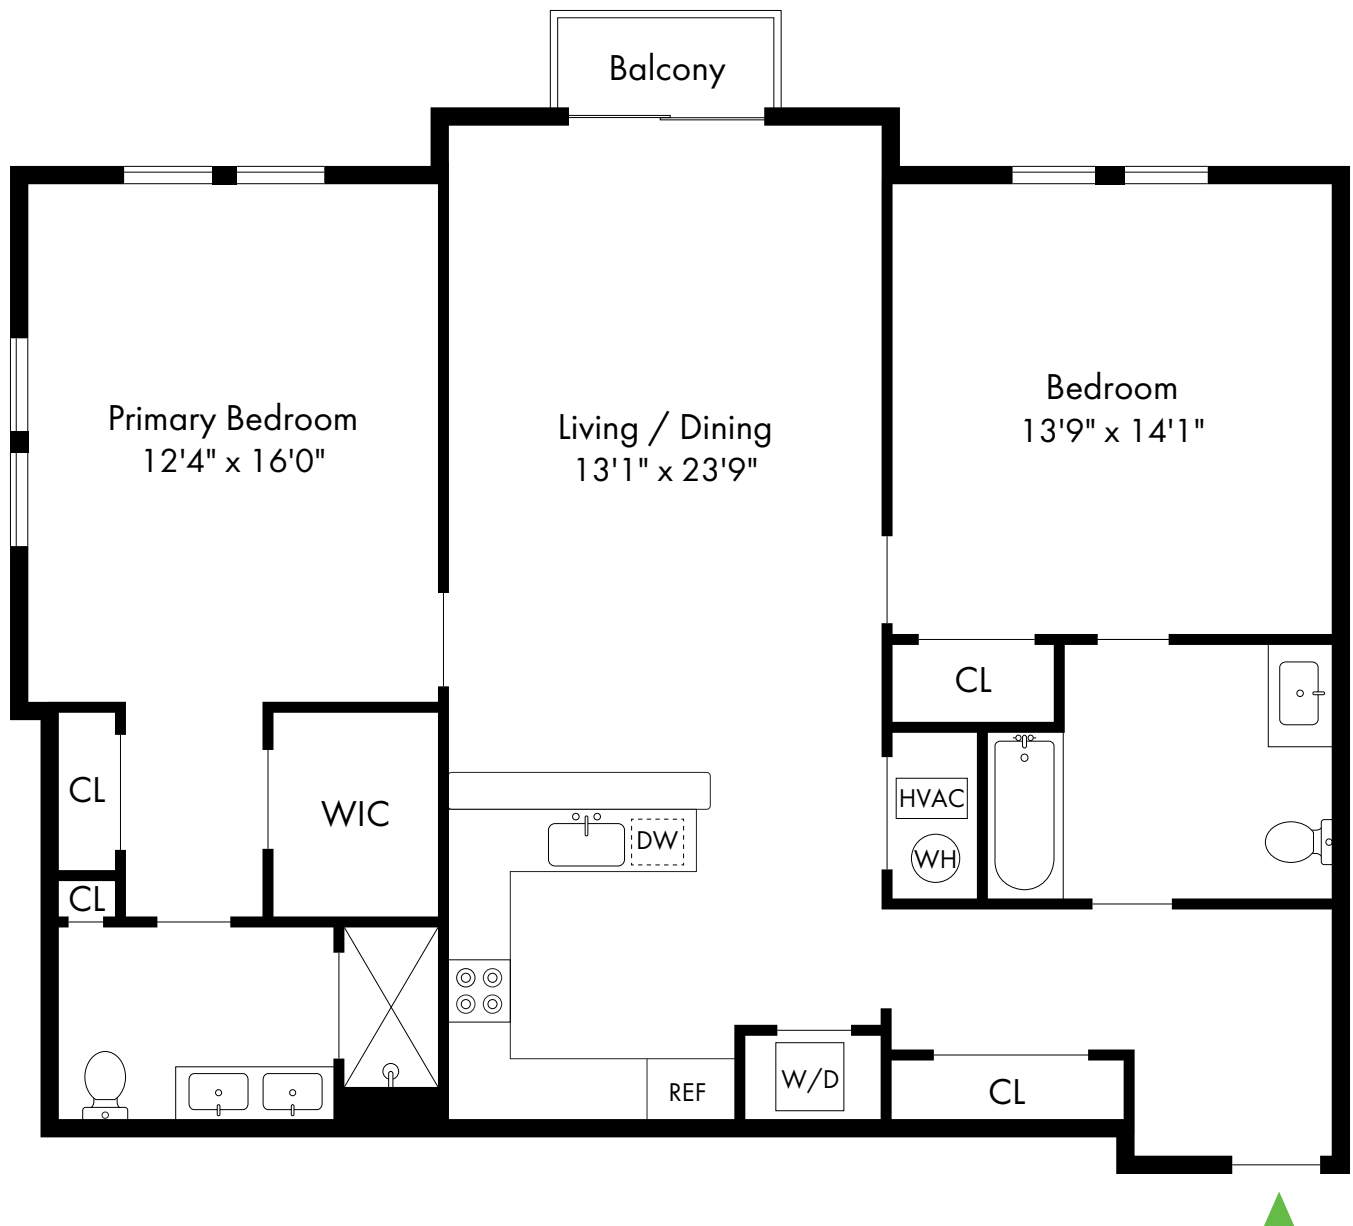 Balcony
Primary Bedroom
12'4" x 16'0"
Living / Dining
13'1" x 23'9"
Bedroom
13'9" x 14'1"
CL
CL
WIC
HVAC
DW
WH
CL
W/D
REF
CL